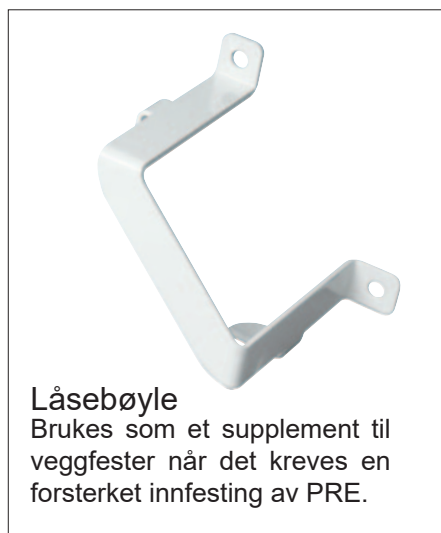 Låsebøyle
Brukes som et supplement til
veggfester når det kreves en
forsterket innfesting av PRE.